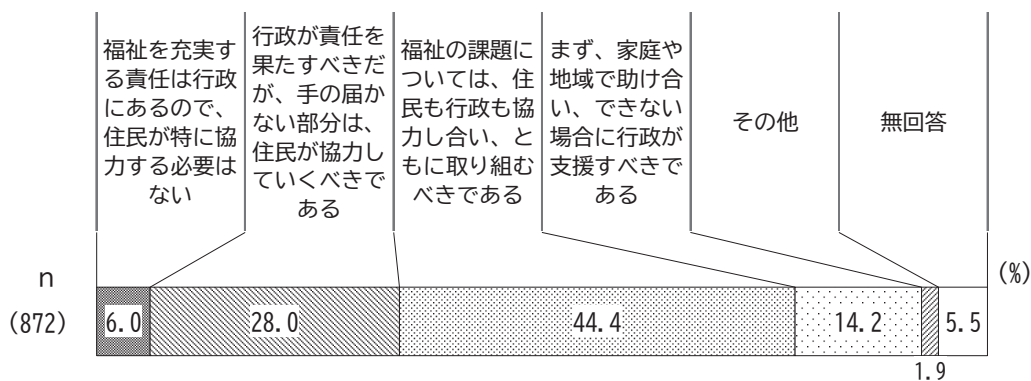 福祉を充実す
る責任は行政
にあるので、
住民が特に協
力する必要は
ない
行政が責任を
果たすべきだ
が、手の届か
ない部分は、
住民が協力し
ていくべきで
ある
福祉の課題に
ついては、住
民も行政も協
力し合い、と
もに取り組む
べきである
まず、家庭や
地域で助け合
い、できない
場合に行政が
支援すべきで
ある
その他
無回答
n
(%)
(872)
6.0
28.0
44.4
14.2
5.5
1.9